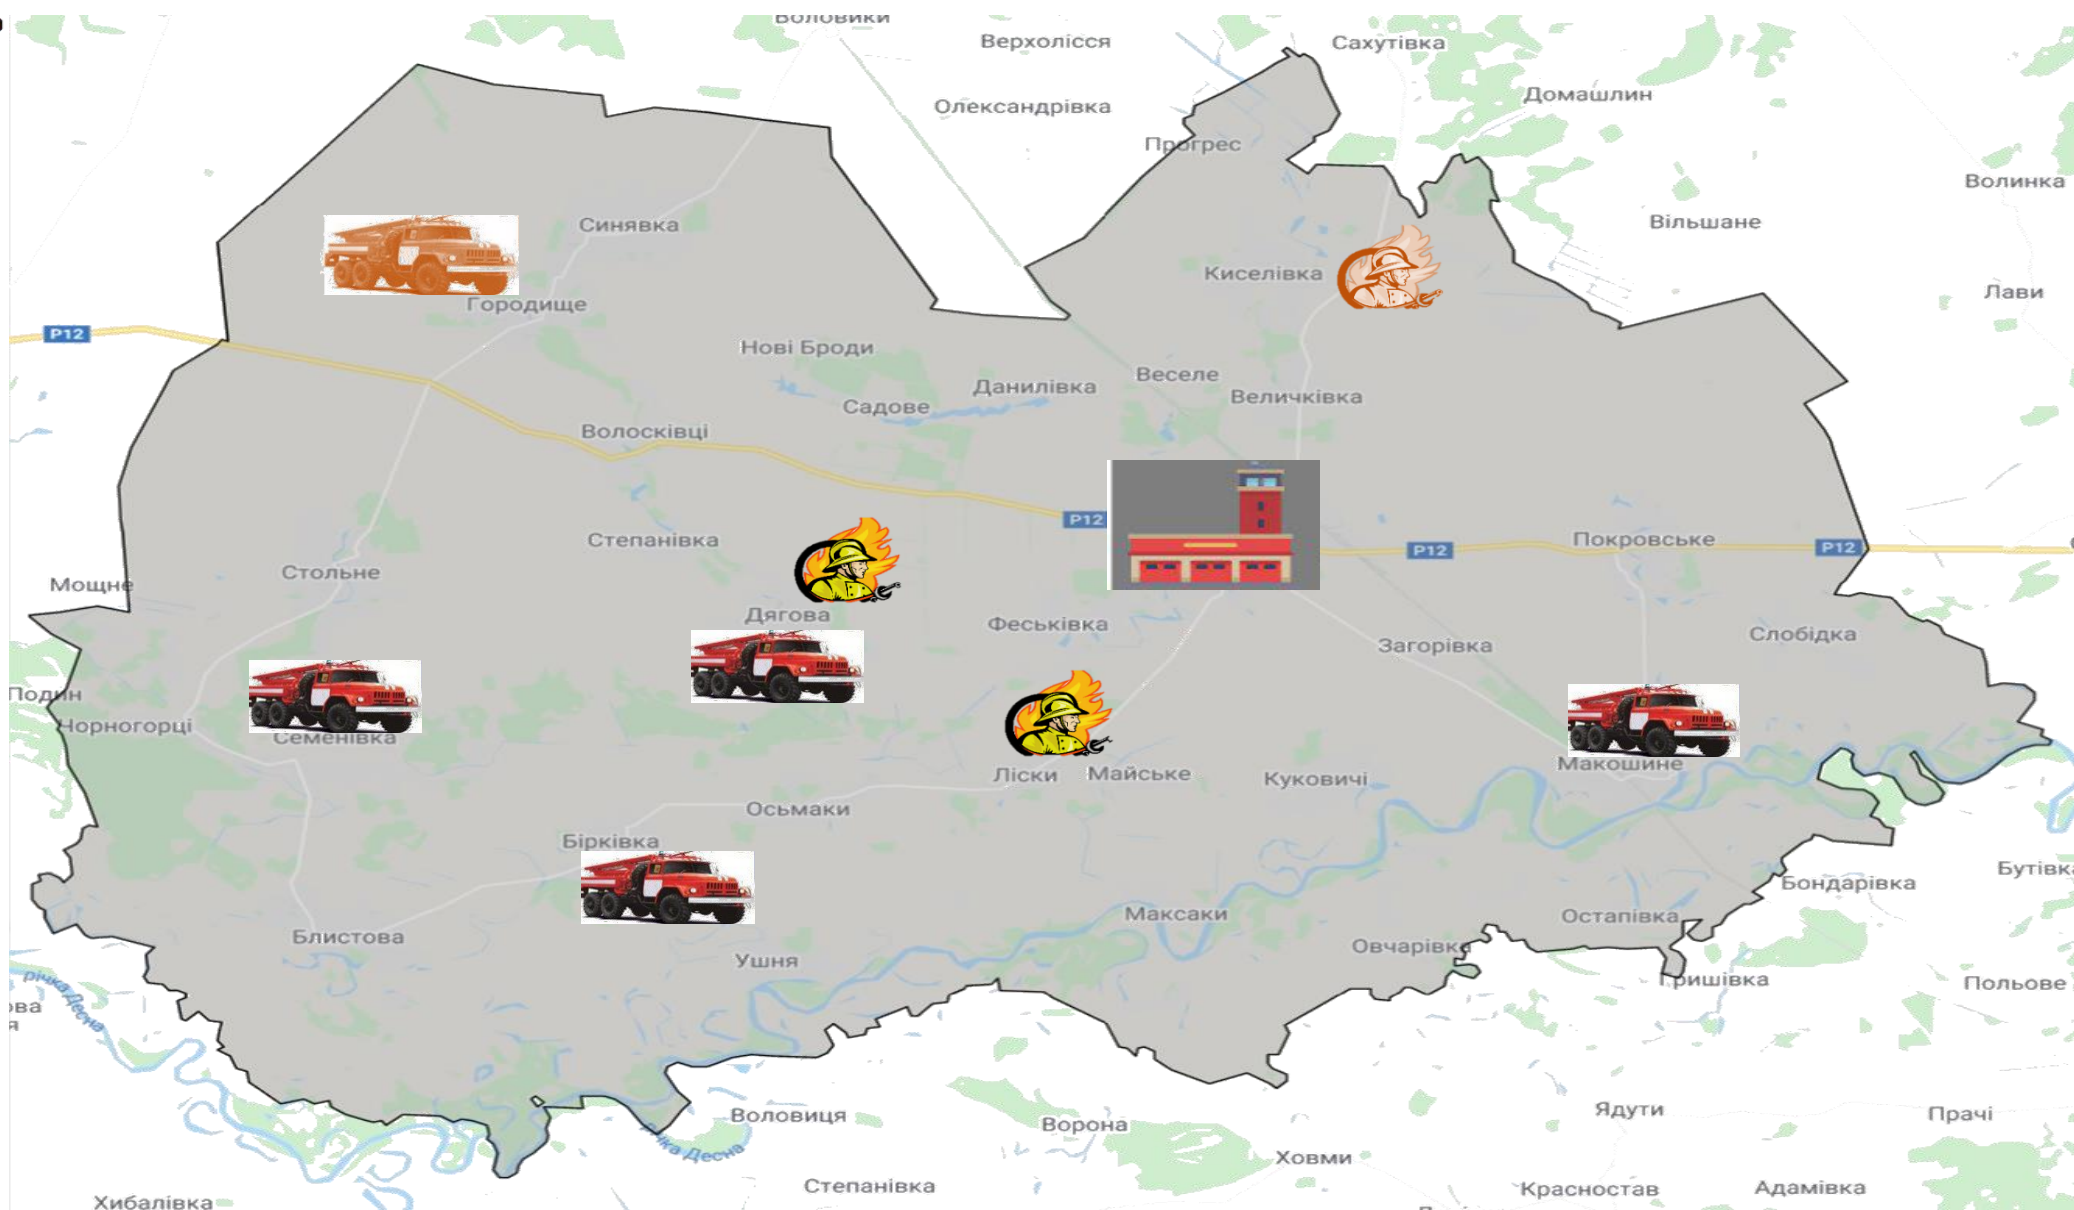 Воловики
Верхолісся
Сахутівка
Олександрівка
Домашлин
Прогрес
Волинка
Вільшане
Синявка
Киселівка
Лави
Городище
P12
Нові Броди
Веселе
Данилівка
Величківка
Садове
Волосківці
P12
Степанівка
Покровське
P12
P12
Стольне
Мощне
Дягова
Феськівка
Слобідка
Загорівка
Подин
Чорногорці
Семенівка
Макошине
Ліски
Майське
Куковичі
Осьмаки
Бірківка
Бутівка
Бондарівка
Максаки
Остапівка
Блистова
Овчарівка
Ушня
Гришівка
Польове
річка Десна
ова
я
Ядути
Прачі
Воловиця
Ворона
річка Десна
Ховми
Степанівка
Красностав
Адамівка
Хибалівка